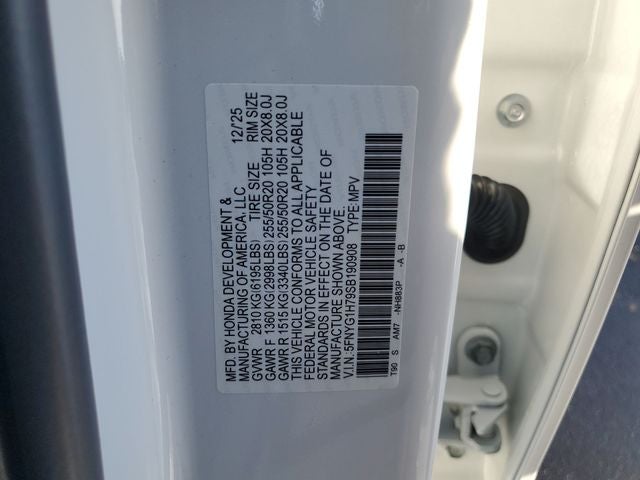 MFD. BY HONDA DEVELOPMENT &
MANUFACTURING OF AMERICA, LLC 12/'25
GVWR 2810 KG(6195LBS) TIRE SIZE RIM SIZE
GAWR F 1360 KG(2998LBS) 255/50R20 105H 20X8.0J
GAWR R 1515 KG(3340LBS) 255/50R20 105H 20X8.0J
THIS VEHICLE CONFORMS TO ALL APPLICABLE
FEDERAL MOTOR VEHICLE SAFETY
STANDARDS IN EFFECT ON THE DATE OF
MANUFACTURE SHOWN ABOVE.
V.I.N. 5FNYG1H79SB190908 TYPE:MPV
T90 S AM7 -NH883P -A -B